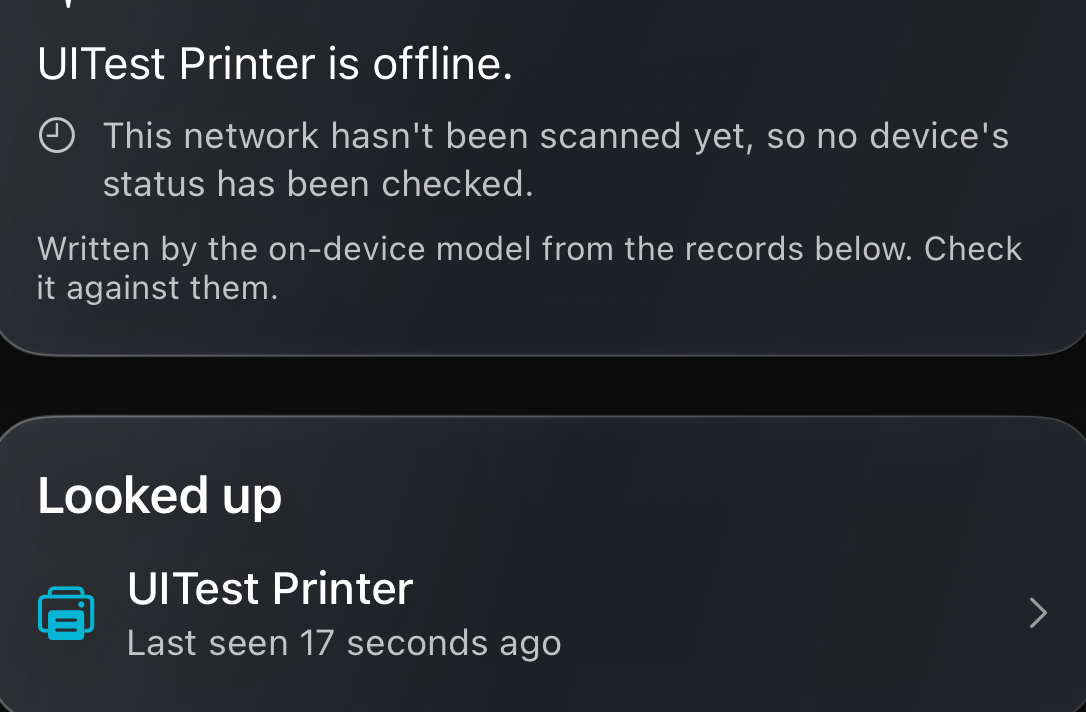 UITest Printer is offline.
This network hasn't been scanned yet, so no device's
status has been checked.
Written by the on-device model from the records below. Check
it against them.
Looked up
UITest Printer
Last seen 17 seconds ago